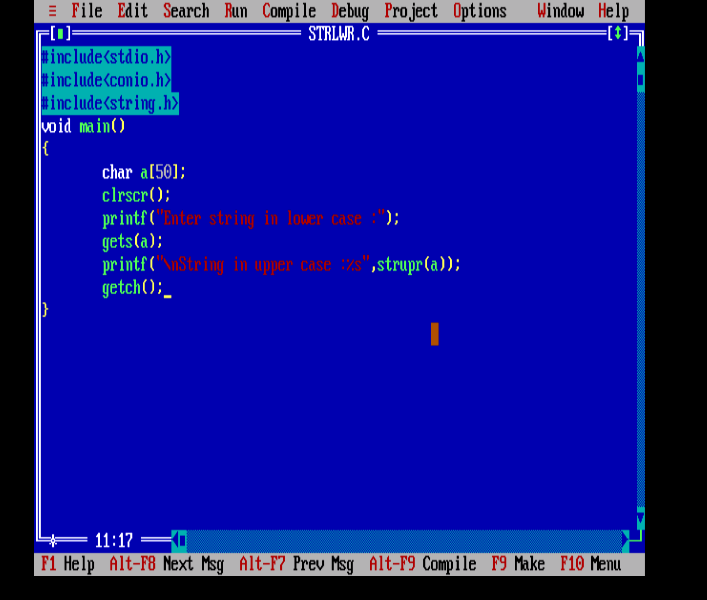 ≡ File Edit Search Run Compile Debug Project Options Window Help
[■] STRLWR.C [↕]
#include<stdio.h>
#include<conio.h>
#include<string.h>
void main()
{
char a[50];
clrscr();
printf("Enter string in lower case :");
gets(a);
printf("\nString in upper case :%s",strupr(a));
getch();_
}
11:17
F1 Help Alt-F8 Next Msg Alt-F7 Prev Msg Alt-F9 Compile F9 Make F10 Menu